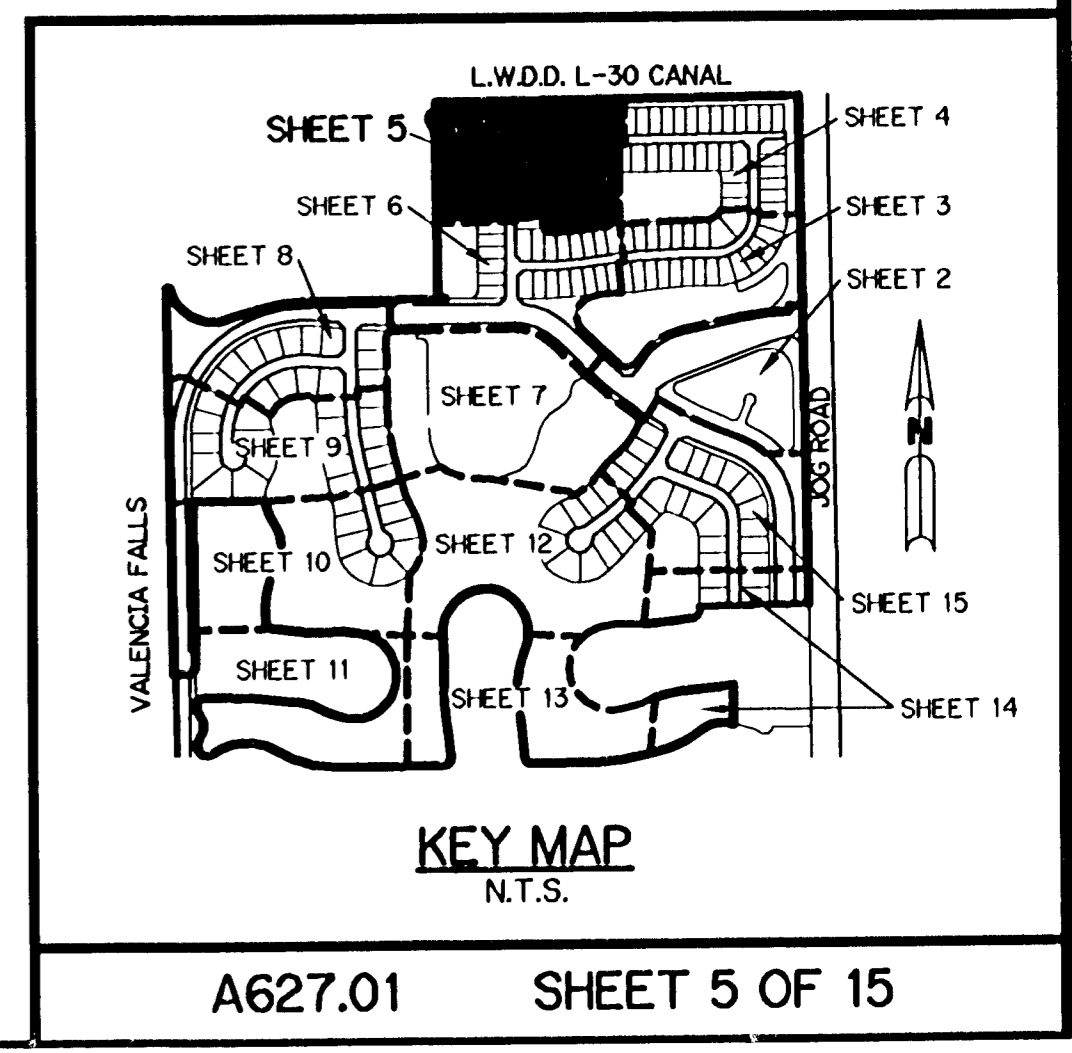 L.W.D.D. L-30 CANAL
SHEET 5
SHEET 4
SHEET 6
SHEET 3
SHEET 8
SHEET 2
SHEET 7
JOG ROAD
N
SHEET 9
VALENCIA FALLS
SHEET 10
SHEET 12
SHEET 15
SHEET 11
SHEET 13
SHEET 14
KEY MAP
N.T.S.
A627.01 SHEET 5 OF 15